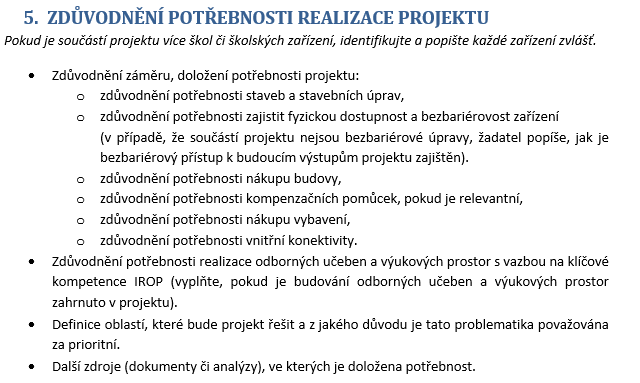 5. ZDŮVODNĚNÍ POTŘEBNOSTI REALIZACE PROJEKTU
Pokud je součástí projektu více škol či školských zařízení, identifikujte a popište každé zařízení zvlášť.
• Zdůvodnění záměru, doložení potřebnosti projektu:
o zdůvodnění potřebnosti staveb a stavebních úprav,
o zdůvodnění potřebnosti zajistit fyzickou dostupnost a bezbariérovost zařízení
(v případě, že součástí projektu nejsou bezbariérové úpravy, žadatel popíše, jak je
bezbariérový přístup k budoucím výstupům projektu zajištěn).
o zdůvodnění potřebnosti nákupu budovy,
o zdůvodnění potřebnosti kompenzačních pomůcek, pokud je relevantní,
o zdůvodnění potřebnosti nákupu vybavení,
o zdůvodnění potřebnosti vnitřní konektivity.
• Zdůvodnění potřebnosti realizace odborných učeben a výukových prostor s vazbou na klíčové
kompetence IROP (vyplňte, pokud je budování odborných učeben a výukových prostor
zahrnuto v projektu).
• Definice oblastí, které bude projekt řešit a z jakého důvodu je tato problematika považována
za prioritní.
• Další zdroje (dokumenty či analýzy), ve kterých je doložena potřebnost.